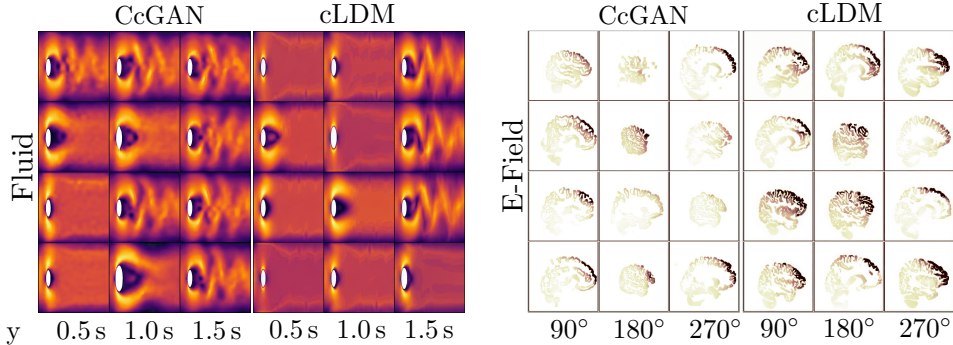 CcGAN cLDM CcGAN cLDM
Fluid
E-Field
y 0.5 s 1.0 s 1.5 s 0.5 s 1.0 s 1.5 s 90° 180° 270° 90° 180° 270°